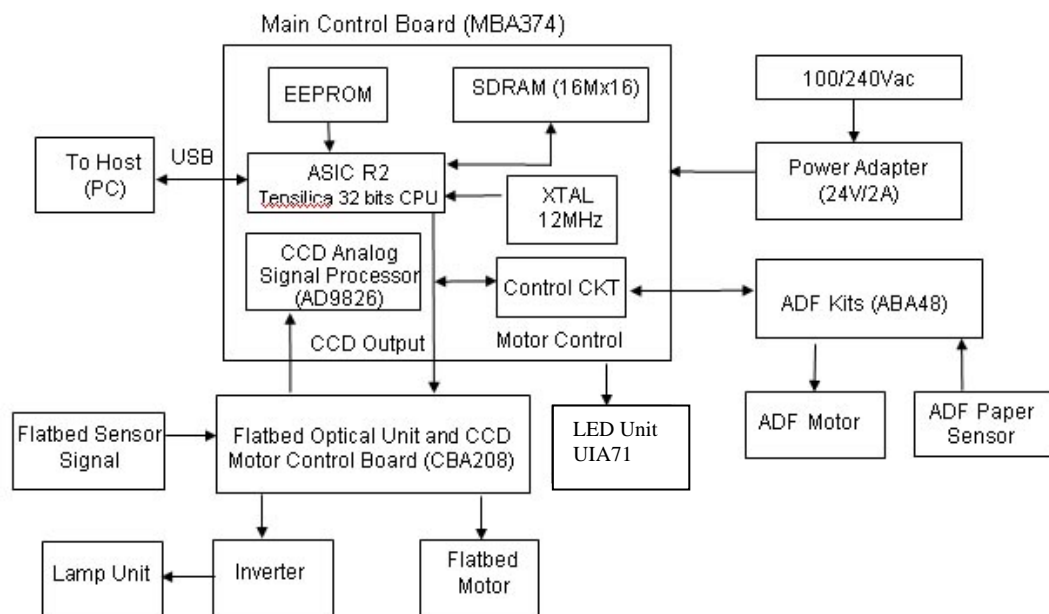 Main Control Board (MBA374)
EEPROM
SDRAM (16Mx16)
100/240Vac
To Host
(PC)
USB
ASIC R2
Tensilica 32 bits CPU
Power Adapter
(24V/2A)
XTAL
12MHz
CCD Analog
Signal Processor
(AD9826)
Control CKT
ADF Kits (ABA48)
CCD Output
Motor Control
Flatbed Sensor
Signal
Flatbed Optical Unit and CCD
Motor Control Board (CBA208)
LED Unit
UIA71
ADF Motor
ADF Paper
Sensor
Lamp Unit
Inverter
Flatbed
Motor